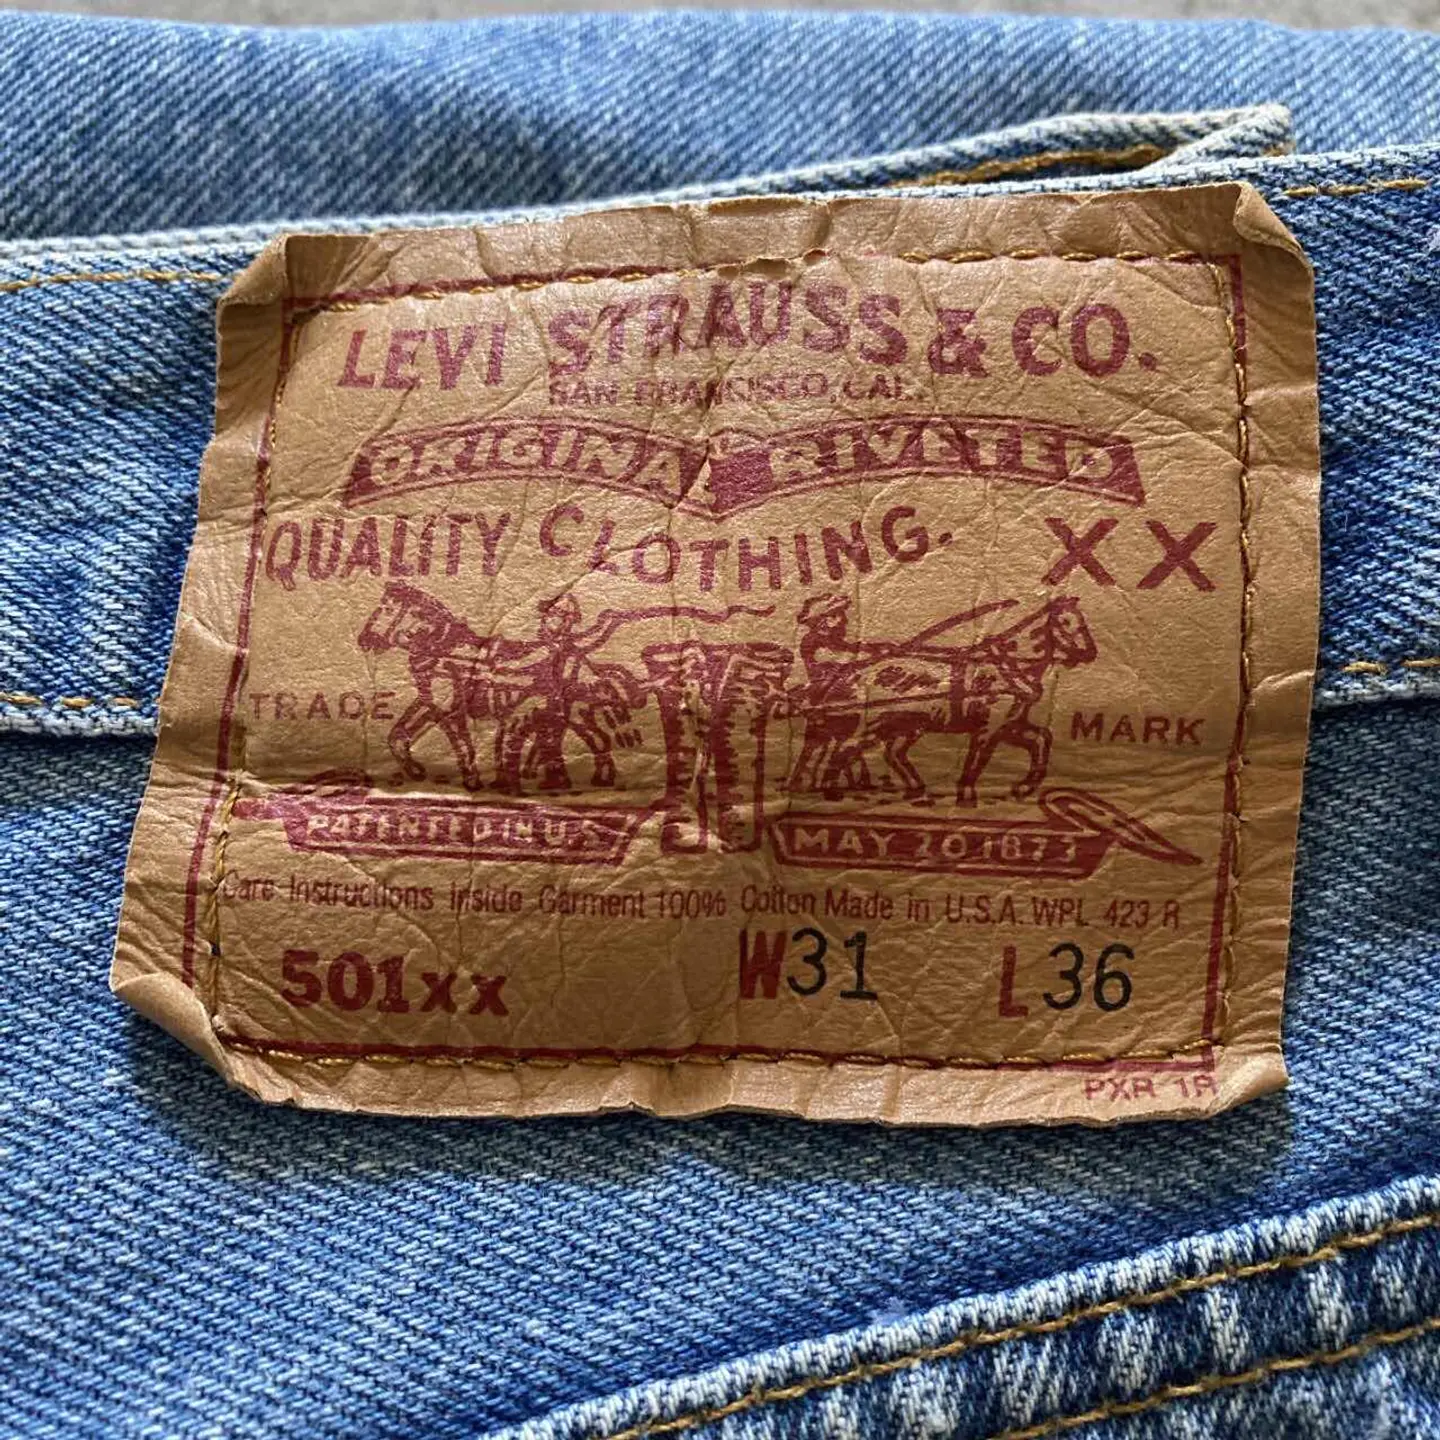 LEVI STRAUSS & CO.
SAN FRANCISCO, CAL.
ORIGINAL RIVETED
QUALITY CLOTHING. XX
TRADE MARK
PATENTED IN U.S. MAY 20 1873
Care Instructions Inside Garment 100% Cotton Made in U.S.A. WPL 423 R
501xx W31 L36
PXR 1R